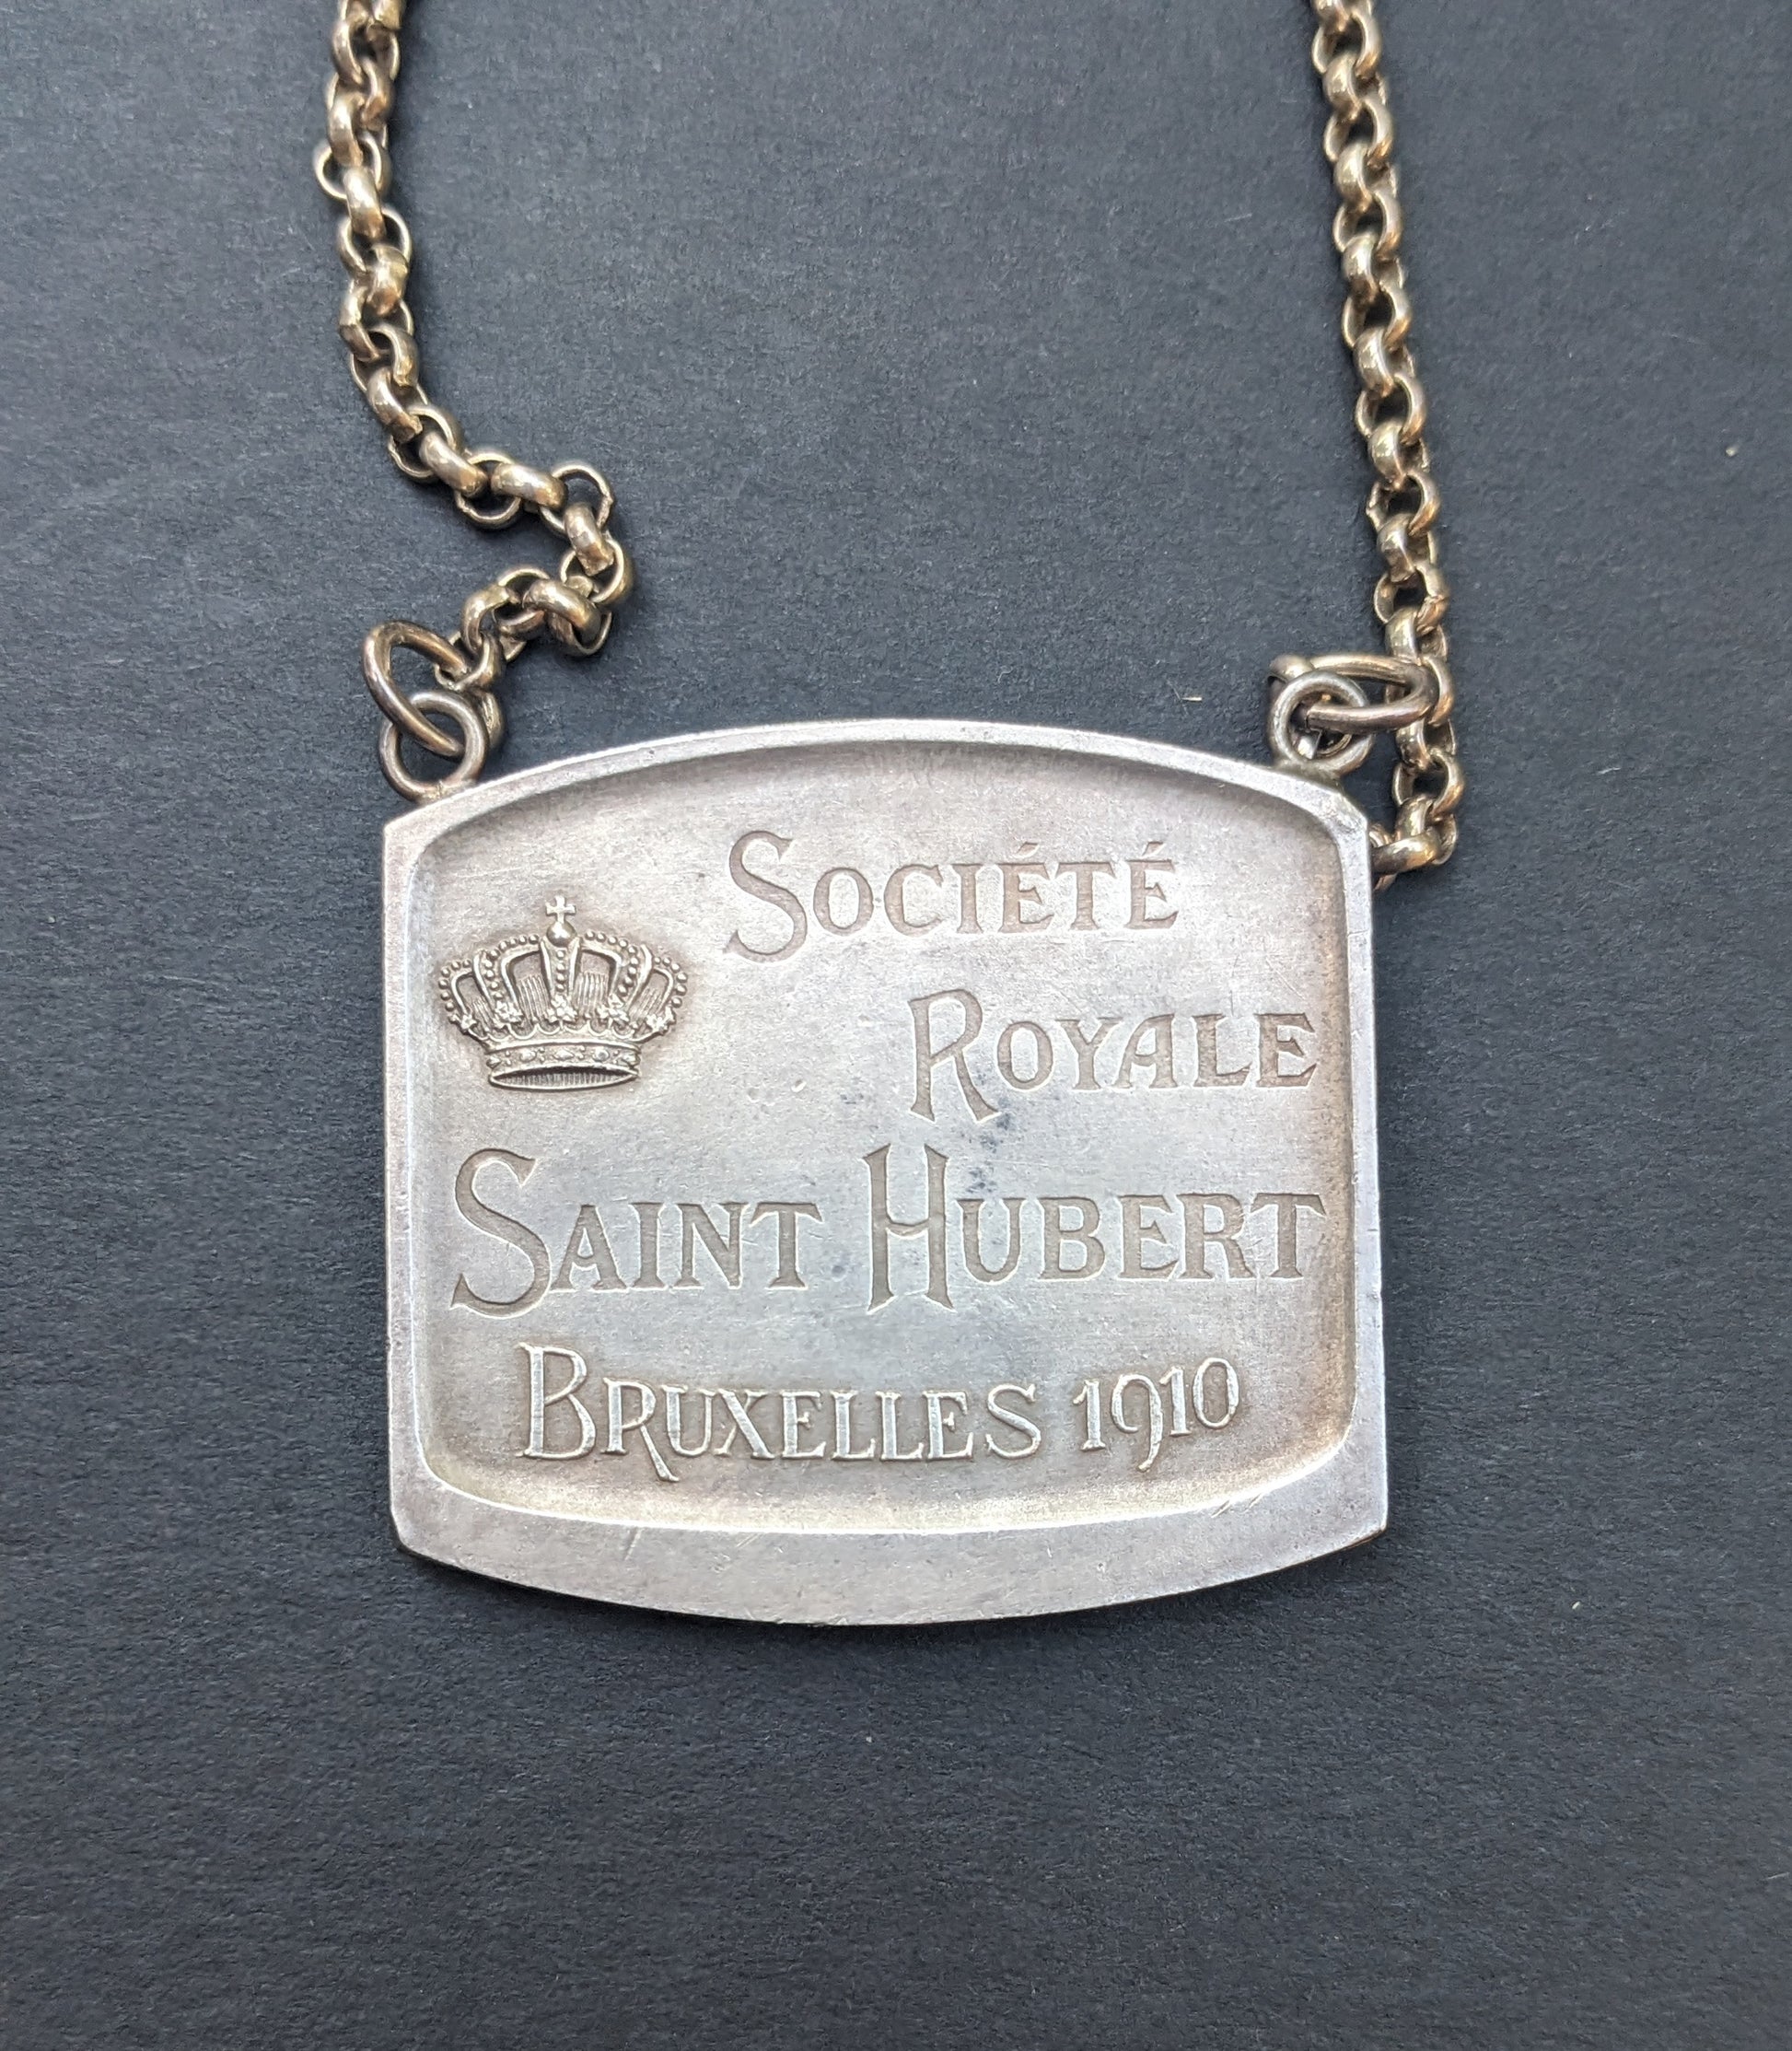 SOCIÉTÉ
ROYALE
SAINT HUBERT
BRUXELLES 1910